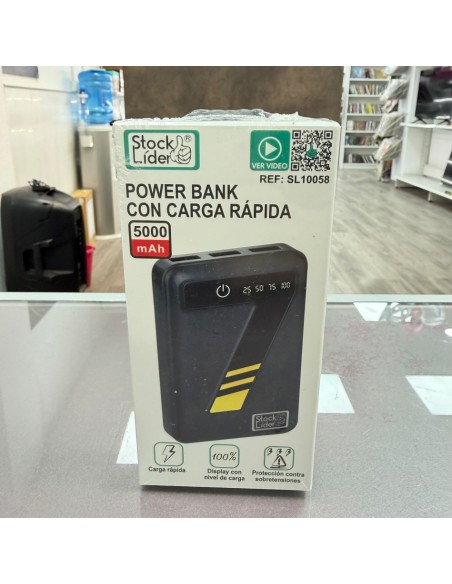 Stock
Líder®
VER VIDEO
REF: SL10058
POWER BANK
CON CARGA RÁPIDA
5000
mAh
25 50 75 100
Stock
Líder
100%
Carga rápida
Display con
nivel de carga
Protección contra
sobretensiones